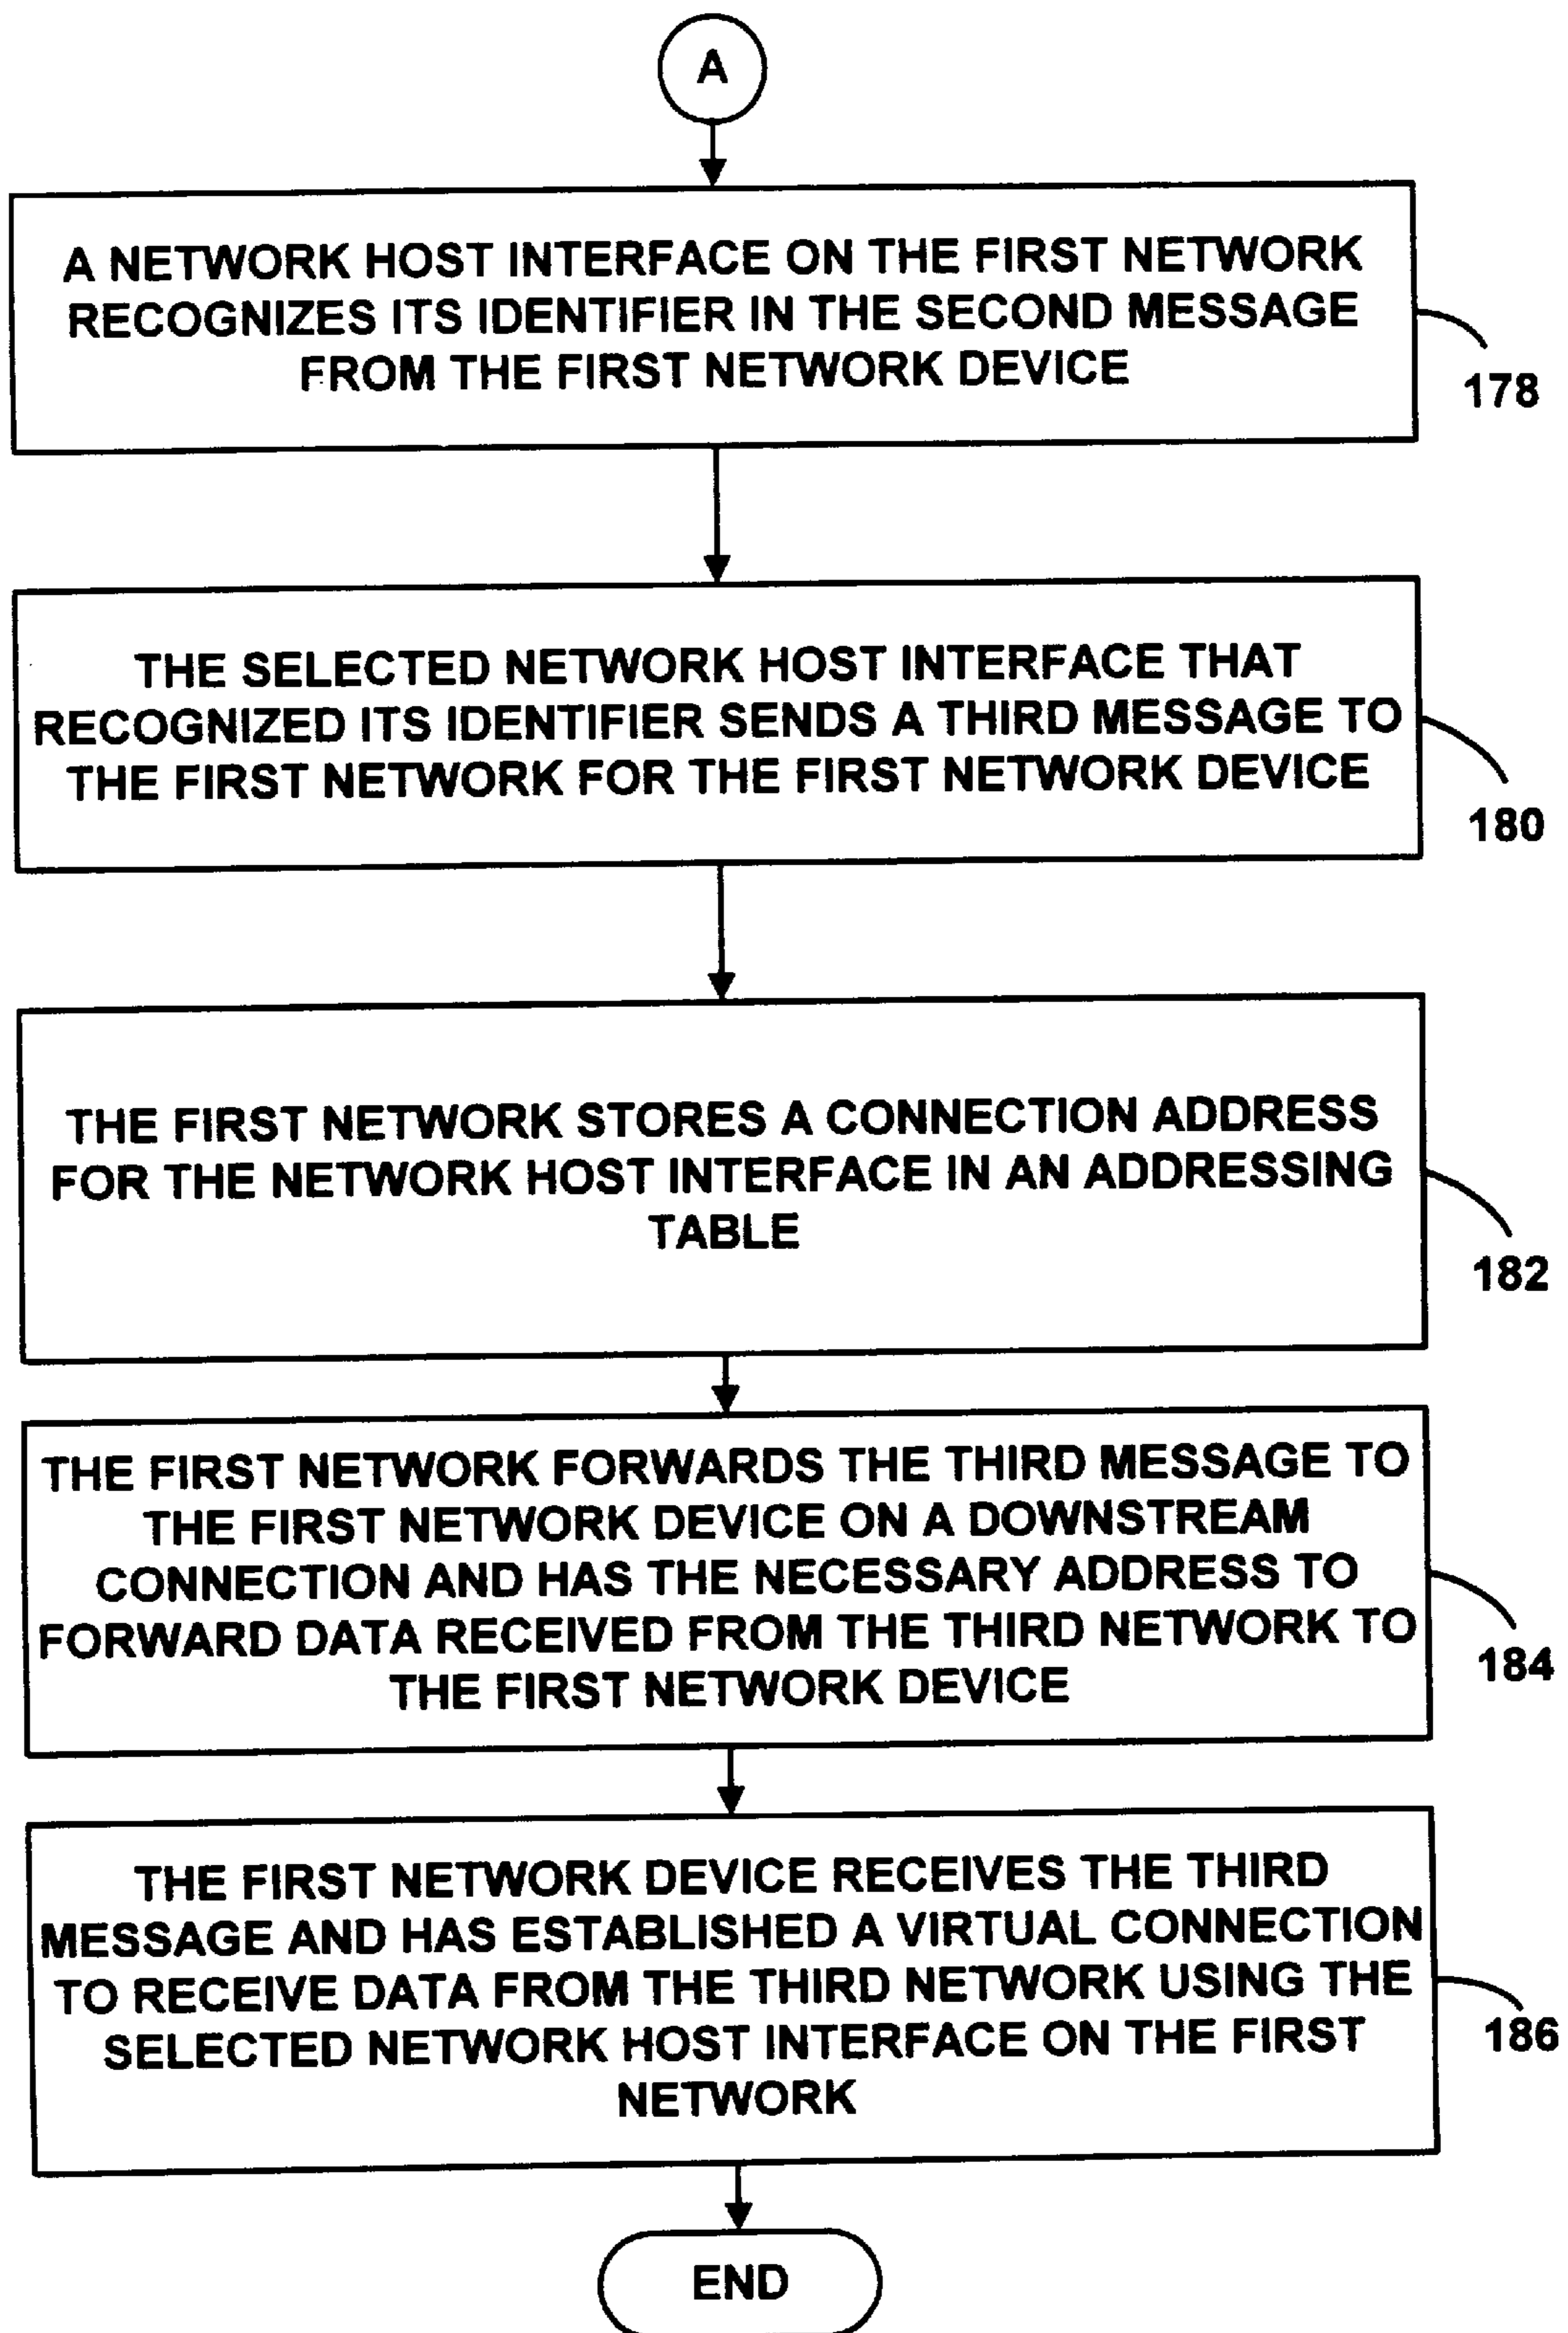 A
A NETWORK HOST INTERFACE ON THE FIRST NETWORK
RECOGNIZES ITS IDENTIFIER IN THE SECOND MESSAGE
FROM THE FIRST NETWORK DEVICE
178
THE SELECTED NETWORK HOST INTERFACE THAT
RECOGNIZED ITS IDENTIFIER SENDS A THIRD MESSAGE TO
THE FIRST NETWORK FOR THE FIRST NETWORK DEVICE
180
THE FIRST NETWORK STORES A CONNECTION ADDRESS
FOR THE NETWORK HOST INTERFACE IN AN ADDRESSING
TABLE
182
THE FIRST NETWORK FORWARDS THE THIRD MESSAGE TO
THE FIRST NETWORK DEVICE ON A DOWNSTREAM
CONNECTION AND HAS THE NECESSARY ADDRESS TO
FORWARD DATA RECEIVED FROM THE THIRD NETWORK TO
THE FIRST NETWORK DEVICE
184
THE FIRST NETWORK DEVICE RECEIVES THE THIRD
MESSAGE AND HAS ESTABLISHED A VIRTUAL CONNECTION
TO RECEIVE DATA FROM THE THIRD NETWORK USING THE
SELECTED NETWORK HOST INTERFACE ON THE FIRST
NETWORK
186
END